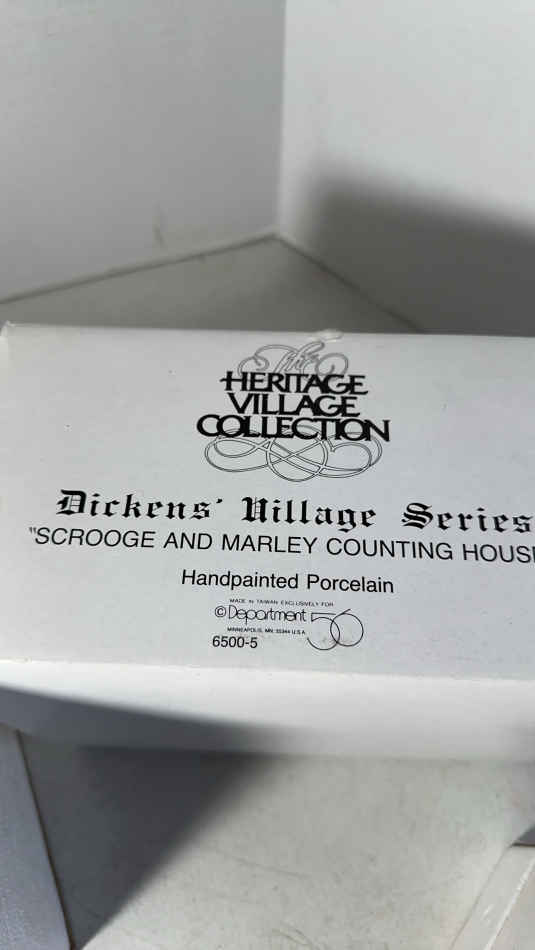 The
HERITAGE
VILLAGE
COLLECTION
Dickens' Village Series
"SCROOGE AND MARLEY COUNTING HOUSE
Handpainted Porcelain
MADE IN TAIWAN EXCLUSIVELY FOR
© Department 56
MINNEAPOLIS, MN. 55344 U.S.A.
6500-5